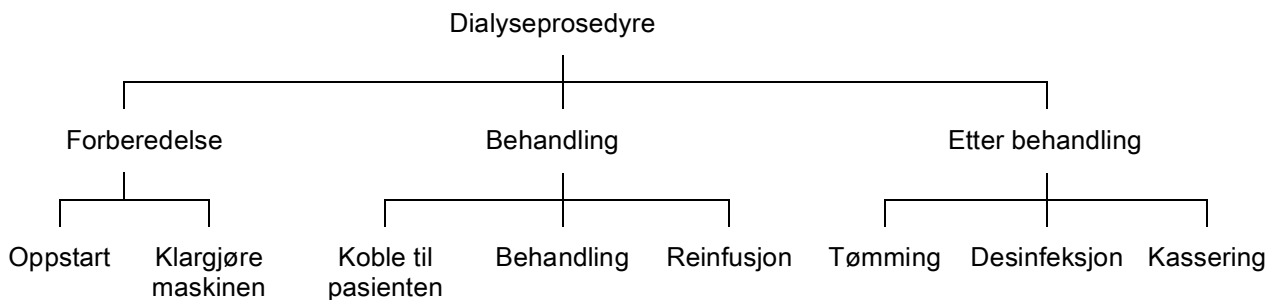 Dialyseprosedyre
Forberedelse
Behandling
Etter behandling
Oppstart
Klargjøre
maskinen
Koble til
pasienten
Behandling
Reinfusjon
Tømming
Desinfeksjon
Kassering